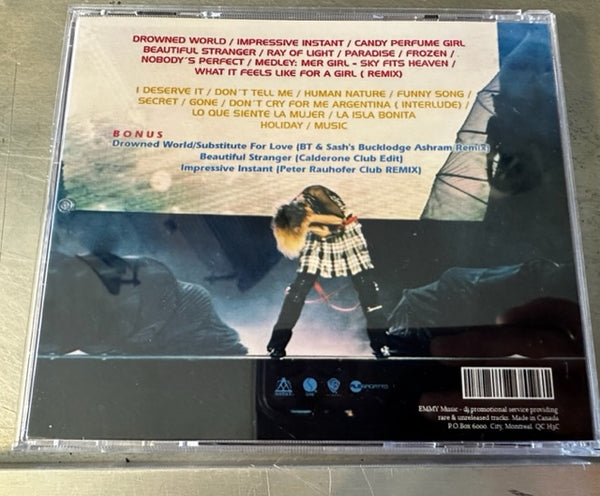 DROWNED WORLD / IMPRESSIVE INSTANT / CANDY PERFUME GIRL
BEAUTIFUL STRANGER / RAY OF LIGHT / PARADISE / FROZEN / .
NOBODY'S PERFECT / MEDLEY: MER GIRL - SKY FITS HEAVEN /
WHAT IT FEELS LIKE FOR A GIRL ( REMIX)
I DESERVE IT / DON'T TELL ME / HUMAN NATURE / FUNNY SONG /
SECRET / GONE / DON'T CRY FOR ME ARGENTINA ( INTERLUDE) /
LO QUE SIENTE LA MUJER / LA ISLA BONITA
HOLIDAY / MUSIC
BONUS
Drowned World/Substitute For Love (BT & Sash's Bucklodge Ashram Remix)
Beautiful Stranger (Calderone Club Edit)
Impressive Instant (Peter Rauhofer Club REMIX)
EMMY Music - dj promotional service providing
rare & unreleased tracks. Made in Canada
P.O.Box 6000. City, Montreal. QC H3C